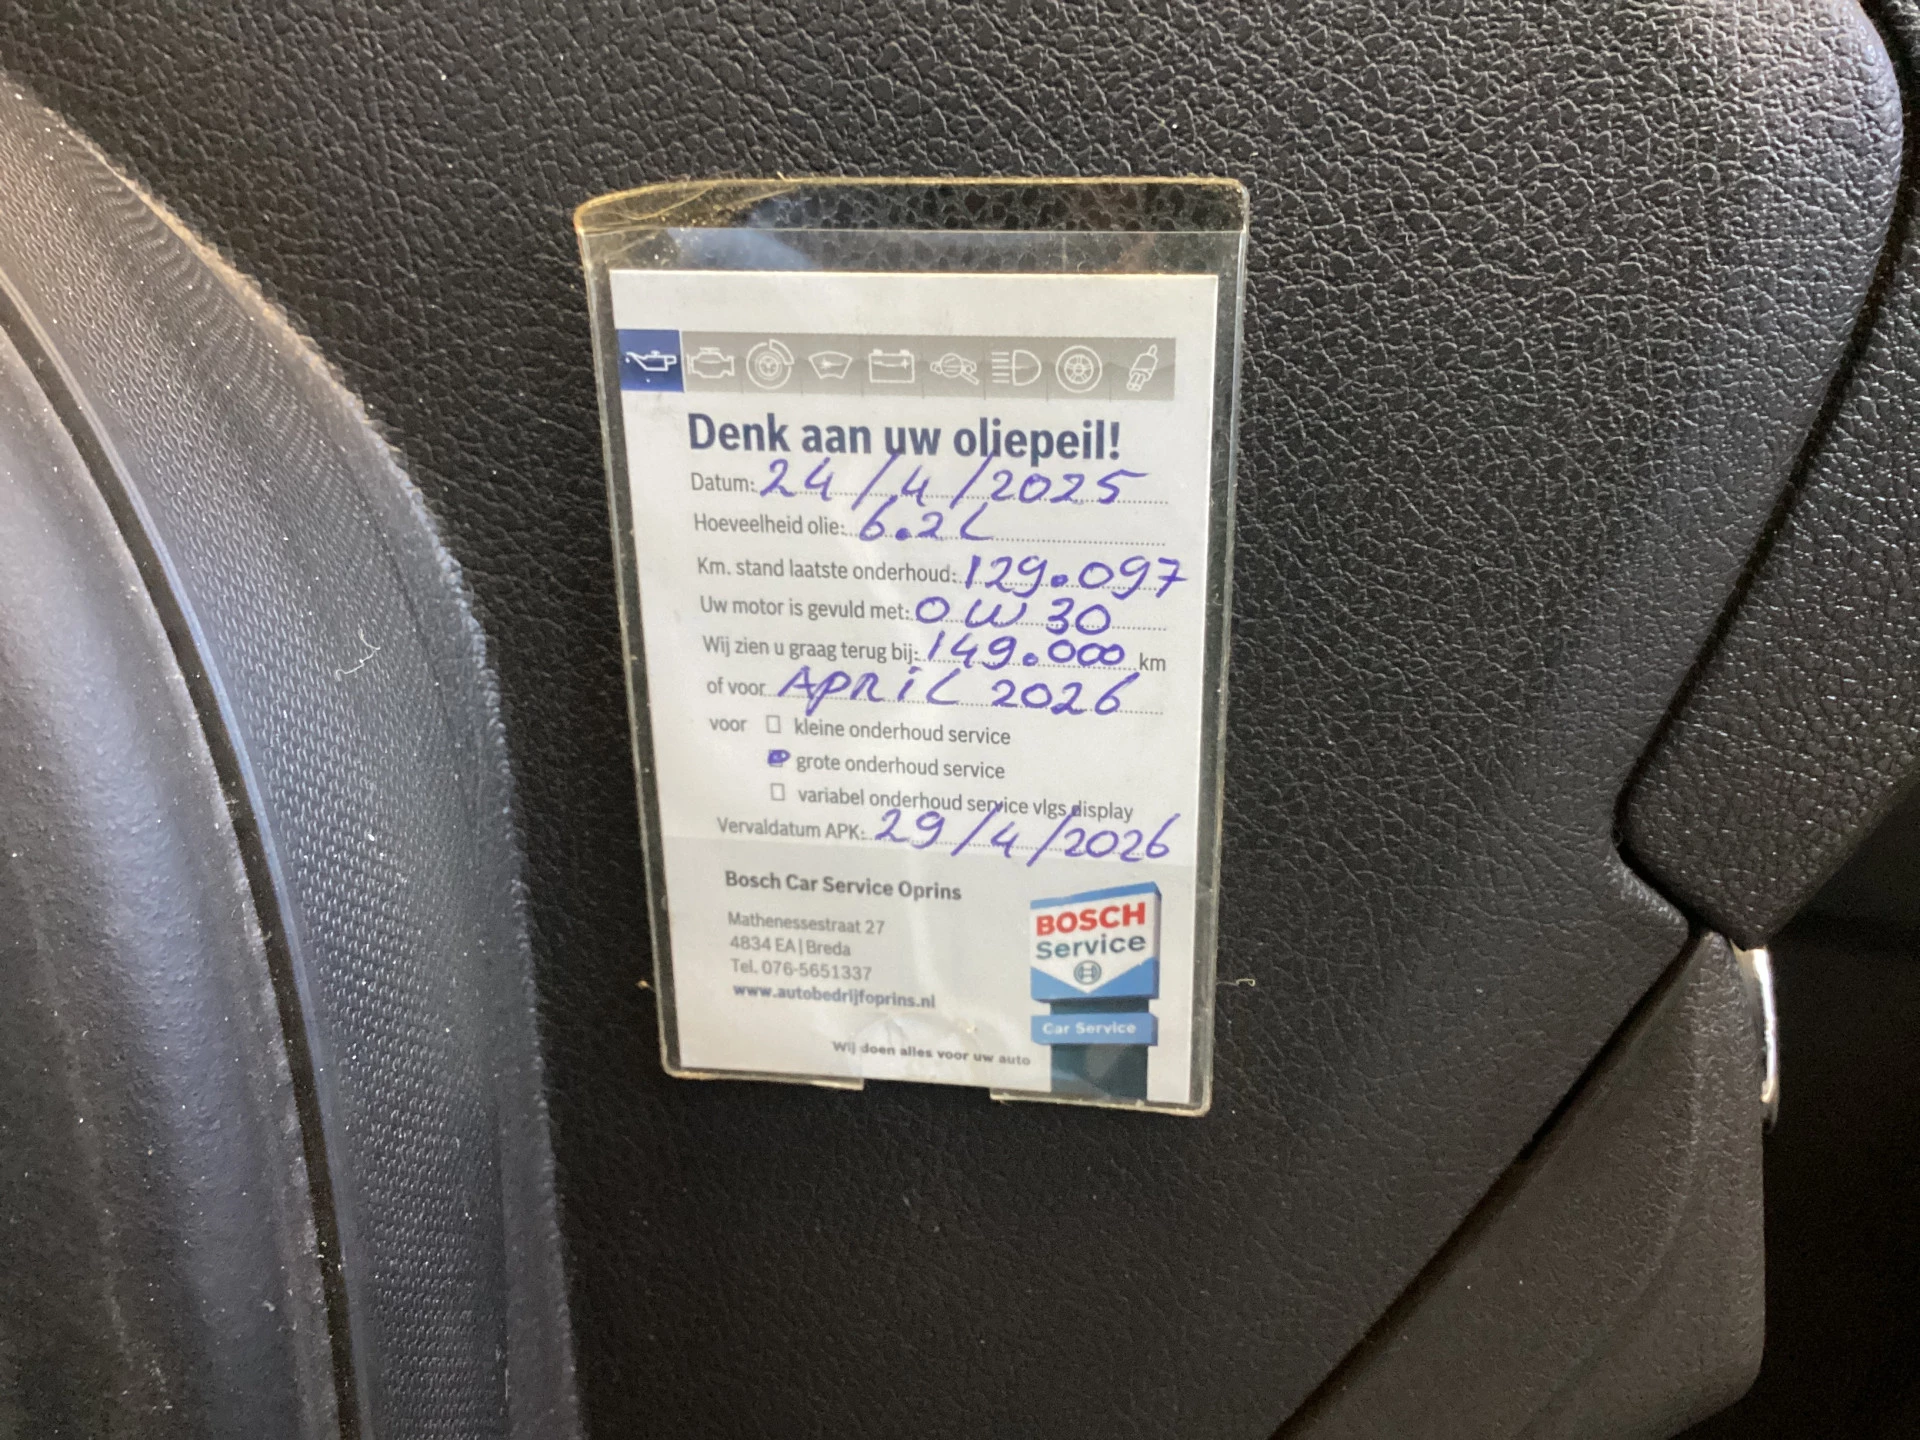 Denk aan uw oliepeil!
Datum: 24/4/2025
Hoeveelheid olie: 6.2L
Km. stand laatste onderhoud: 129.097
Uw motor is gevuld met: 0W30
Wij zien u graag terug bij: 149.000 km
of voor APRiL 2026
voor kleine onderhoud service
grote onderhoud service
variabel onderhoud service vlgs display
Vervaldatum APK: 29/4/2026
Bosch Car Service Oprins
Mathenessestraat 27
4834 EA | Breda
Tel. 076-5651337
www.autobedrijfoprins.nl
Wij doen alles voor uw auto
BOSCH
Service
Car Service